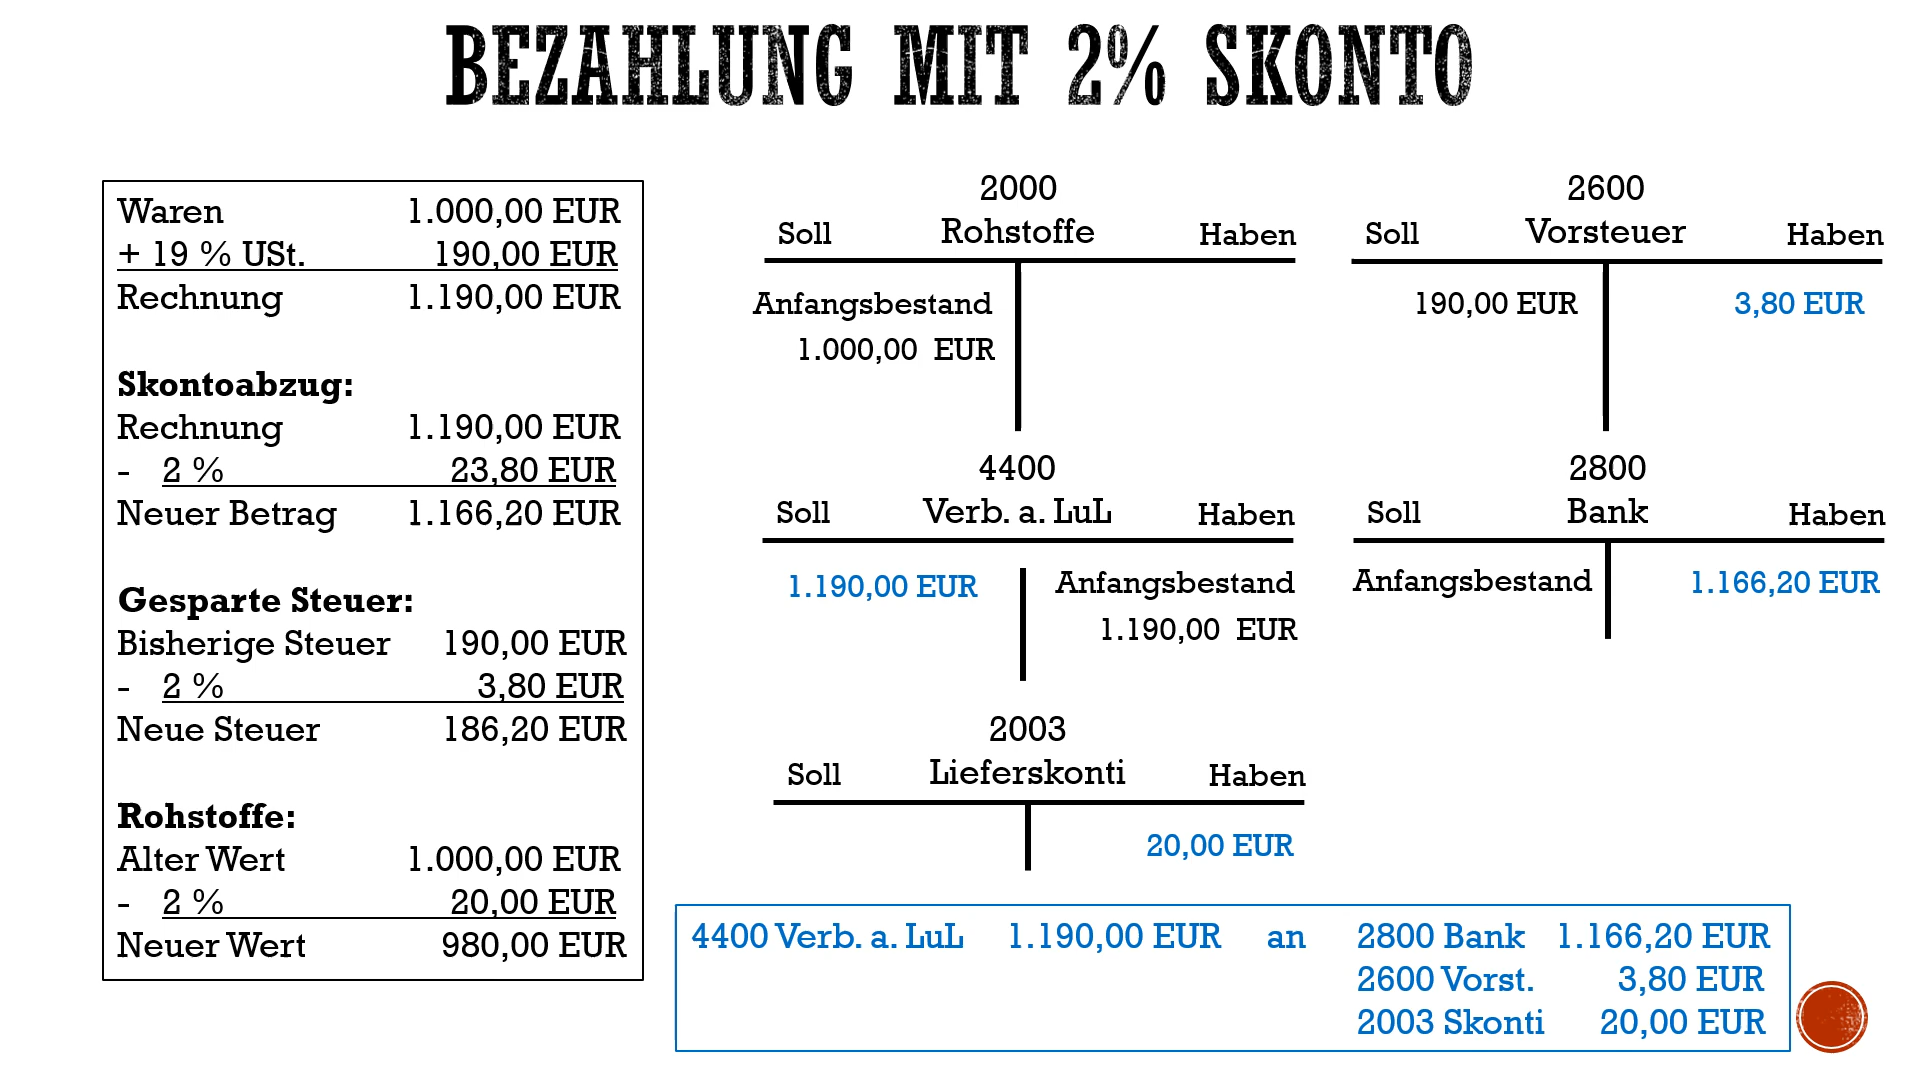 BEZAHLUNG MIT 2% SKONTO
Waren 1.000,00 EUR
+ 19 % USt. 190,00 EUR
Rechnung 1.190,00 EUR
Skontoabzug:
Rechnung 1.190,00 EUR
- 2 % 23,80 EUR
Neuer Betrag 1.166,20 EUR
Gesparte Steuer:
Bisherige Steuer 190,00 EUR
- 2 % 3,80 EUR
Neue Steuer 186,20 EUR
Rohstoffe:
Alter Wert 1.000,00 EUR
- 2 % 20,00 EUR
Neuer Wert 980,00 EUR
2000
Soll Rohstoffe Haben
Anfangsbestand
1.000,00 EUR
2600
Soll Vorsteuer Haben
190,00 EUR 3,80 EUR
4400
Soll Verb. a. LuL Haben
1.190,00 EUR Anfangsbestand
1.190,00 EUR
2800
Soll Bank Haben
Anfangsbestand 1.166,20 EUR
2003
Soll Lieferskonti Haben
20,00 EUR
4400 Verb. a. LuL 1.190,00 EUR an 2800 Bank 1.166,20 EUR
2600 Vorst. 3,80 EUR
2003 Skonti 20,00 EUR